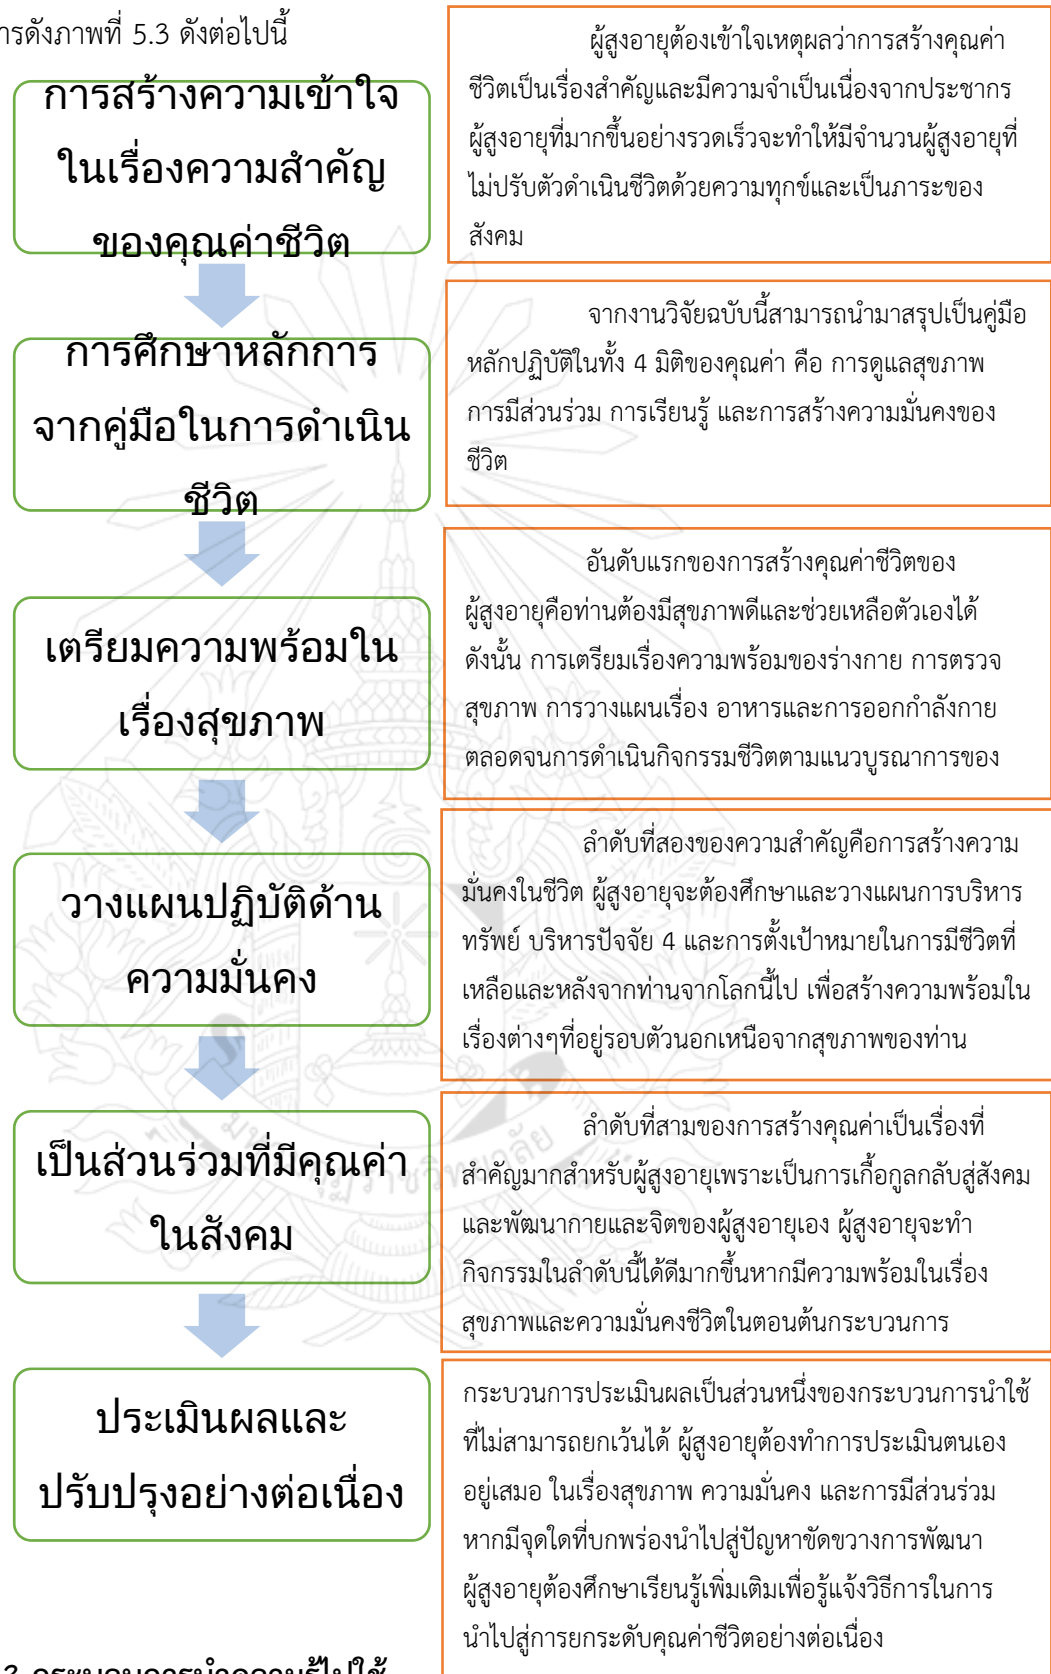 ารดังภาพที่ 5.3 ดังต่อไปนี้
การสร้างความเข้าใจ
ในเรื่องความสำคัญ
ของคุณค่าชีวิต
ผู้สูงอายุต้องเข้าใจเหตุผลว่าการสร้างคุณค่า
ชีวิตเป็นเรื่องสำคัญและมีความจำเป็นเนื่องจากประชากร
ผู้สูงอายุที่มากขึ้นอย่างรวดเร็วจะทำให้มีจำนวนผู้สูงอายุที่
ไม่ปรับตัวดำเนินชีวิตด้วยความทุกข์และเป็นภาระของ
สังคม
การศึกษาหลักการ
จากคู่มือในการดำเนิน
ชีวิต
จากงานวิจัยฉบับนี้สามารถนำมาสรุปเป็นคู่มือ
หลักปฏิบัติในทั้ง 4 มิติของคุณค่า คือ การดูแลสุขภาพ
การมีส่วนร่วม การเรียนรู้ และการสร้างความมั่นคงของ
ชีวิต
เตรียมความพร้อมใน
เรื่องสุขภาพ
อันดับแรกของการสร้างคุณค่าชีวิตของ
ผู้สูงอายุคือท่านต้องมีสุขภาพดีและช่วยเหลือตัวเองได้
ดังนั้น การเตรียมเรื่องความพร้อมของร่างกาย การตรวจ
สุขภาพ การวางแผนเรื่อง อาหารและการออกกำลังกาย
ตลอดจนการดำเนินกิจกรรมชีวิตตามแนวบูรณาการของ
วางแผนปฏิบัติด้าน
ความมั่นคง
ลำดับที่สองของความสำคัญคือการสร้างความ
มั่นคงในชีวิต ผู้สูงอายุจะต้องศึกษาและวางแผนการบริหาร
ทรัพย์ บริหารปัจจัย 4 และการตั้งเป้าหมายในการมีชีวิตที่
เหลือและหลังจากท่านจากโลกนี้ไป เพื่อสร้างความพร้อมใน
เรื่องต่างๆที่อยู่รอบตัวนอกเหนือจากสุขภาพของท่าน
เป็นส่วนร่วมที่มีคุณค่า
ในสังคม
ลำดับที่สามของการสร้างคุณค่าเป็นเรื่องที่
สำคัญมากสำหรับผู้สูงอายุเพราะเป็นการเกื้อกูลกลับสู่สังคม
และพัฒนากายและจิตของผู้สูงอายุเอง ผู้สูงอายุจะทำ
กิจกรรมในลำดับนี้ได้ดีมากขึ้นหากมีความพร้อมในเรื่อง
สุขภาพและความมั่นคงชีวิตในตอนต้นกระบวนการ
ประเมินผลและ
ปรับปรุงอย่างต่อเนื่อง
กระบวนการประเมินผลเป็นส่วนหนึ่งของกระบวนการนำใช้
ที่ไม่สามารถยกเว้นได้ ผู้สูงอายุต้องทำการประเมินตนเอง
อยู่เสมอ ในเรื่องสุขภาพ ความมั่นคง และการมีส่วนร่วม
หากมีจุดใดที่บกพร่องนำไปสู่ปัญหาขัดขวางการพัฒนา
ผู้สูงอายุต้องศึกษาเรียนรู้เพิ่มเติมเพื่อรู้แจ้งวิธีการในการ
นำไปสู่การยกระดับคุณค่าชีวิตอย่างต่อเนื่อง
2 กระบวนการนำความรู้ไปใช้